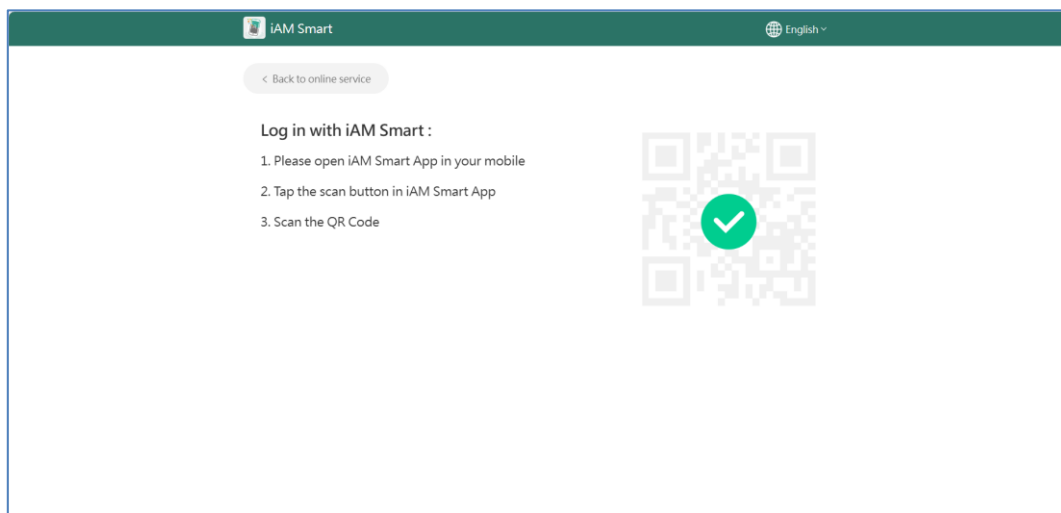 iAM Smart
English
< Back to online service
Log in with iAM Smart :
1. Please open iAM Smart App in your mobile
2. Tap the scan button in iAM Smart App
3. Scan the QR Code